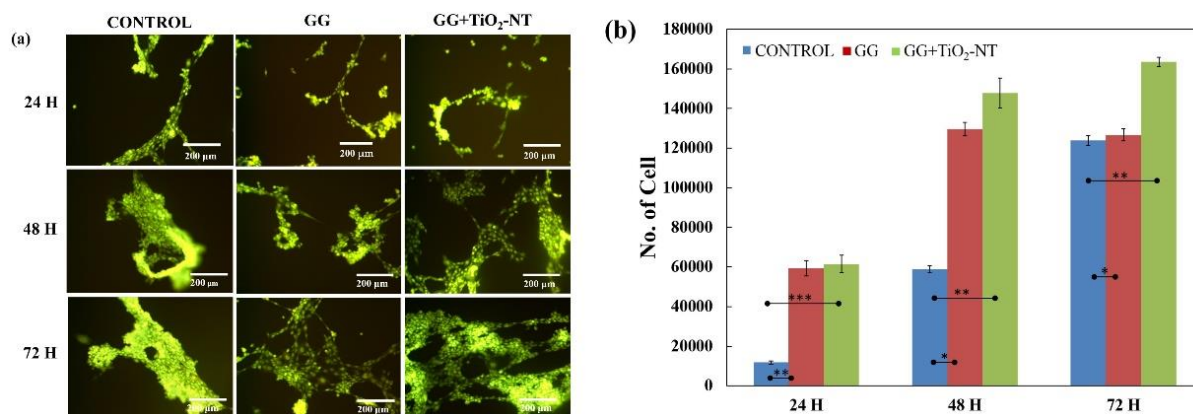 (a)
CONTROL GG GG+TiO₂-NT
24 H
200 µm 200 µm 200 µm
48 H
200 µm 200 µm 200 µm
72 H
200 µm 200 µm 200 µm
(b)
No. of Cell
180000
160000
140000
120000
100000
80000
60000
40000
20000
0
CONTROL GG GG+TiO₂-NT
**
***
*
**
*
**
24 H 48 H 72 H